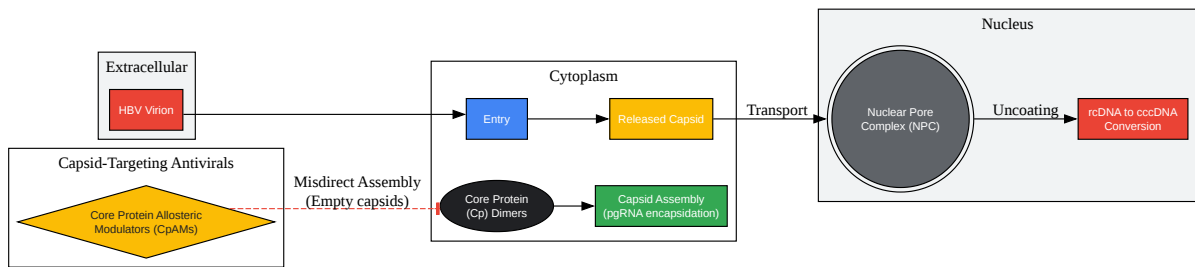 Extracellular
HBV Virion
Cytoplasm
Entry
Released Capsid
Transport
Nucleus
Nuclear Pore
Complex (NPC)
Uncoating
rcDNA to cccDNA
Conversion
Capsid-Targeting Antivirals
Core Protein Allosteric
Modulators (CpAMs)
Misdirect Assembly
(Empty capsids)
Core Protein
(Cp) Dimers
Capsid Assembly
(pgRNA encapsidation)